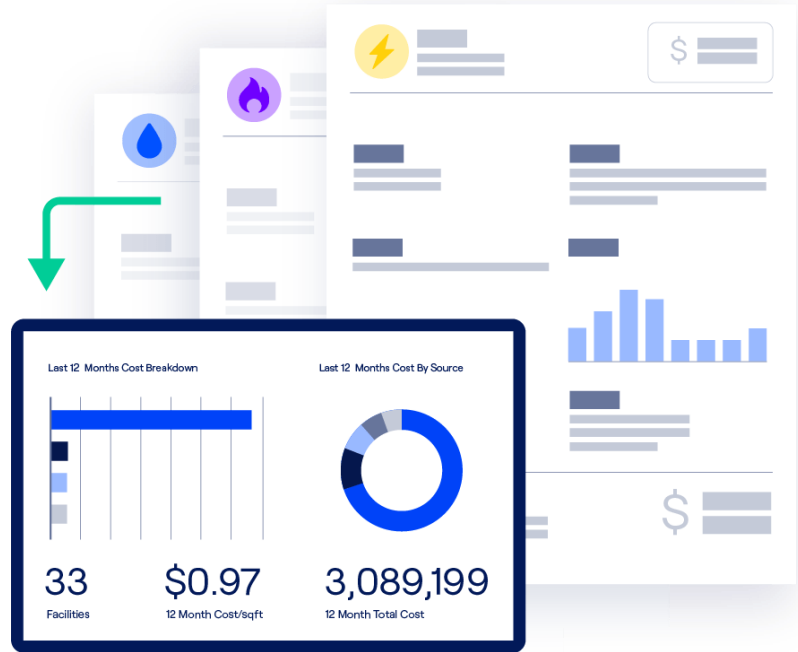 $
$
Last 12 Months Cost Breakdown
Last 12 Months Cost By Source
33
$0.97
3,089,199
Facilities
12 Month Cost/sqft
12 Month Total Cost